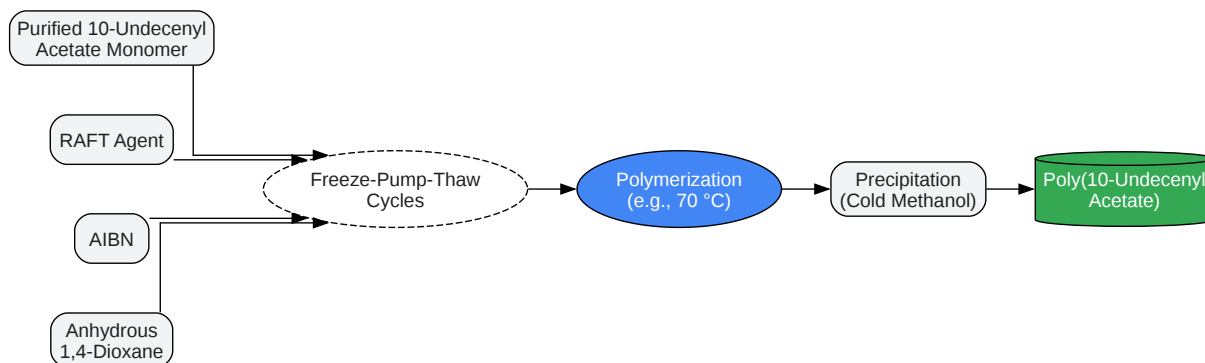 Purified 10-Undecenyl
Acetate Monomer
RAFT Agent
AIBN
Anhydrous
1,4-Dioxane
Freeze-Pump-Thaw
Cycles
Polymerization
(e.g., 70 °C)
Precipitation
(Cold Methanol)
Poly(10-Undecenyl
Acetate)